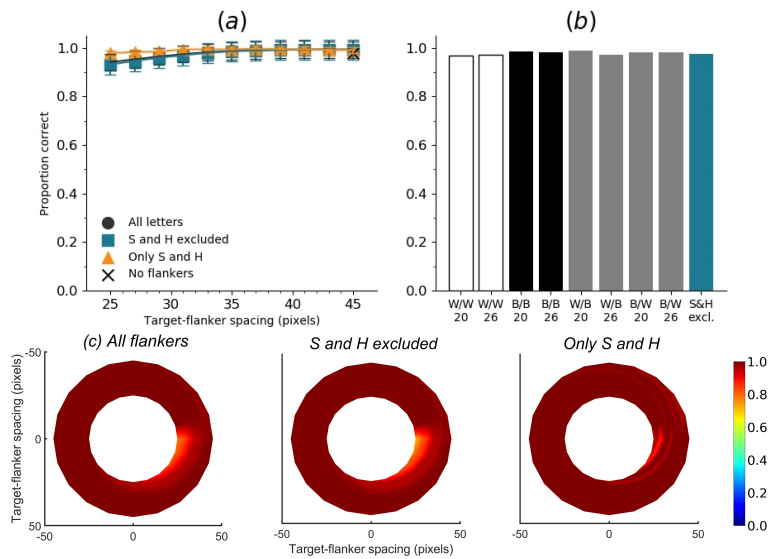 (a)
(b)
1.0
0.8
0.6
0.4
0.2
0.0
Proportion correct
All letters
S and H excluded
Only S and H
No flankers
25 30 35 40 45
Target-flanker spacing (pixels)
1.0
0.8
0.6
0.4
0.2
0.0
W/W W/W B/B B/B W/B W/B B/W B/W S&H
20 26 20 26 20 26 20 26 excl.
(c) All flankers
S and H excluded
Only S and H
-50
0
50
Target-flanker spacing (pixels)
-50 0 50
-50 0 50
-50 0 50
Target-flanker spacing (pixels)
1.0
0.8
0.6
0.4
0.2
0.0